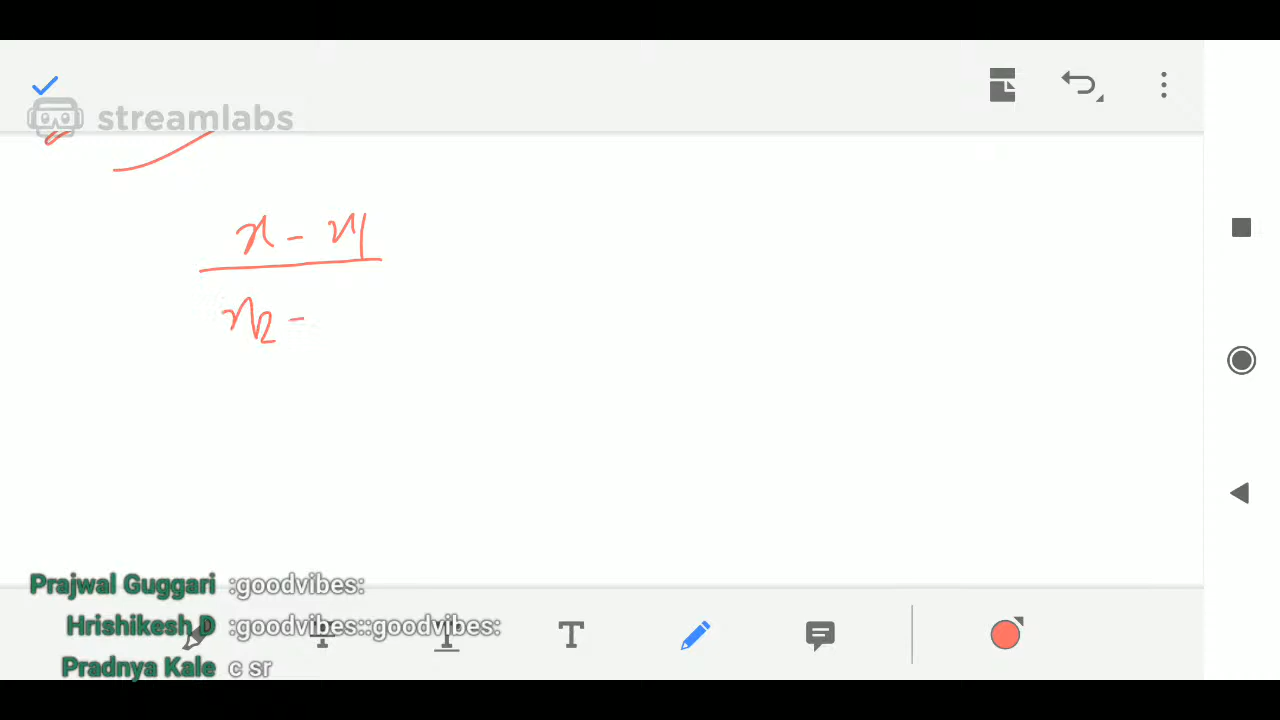 streamlabs
x - x1
x2 -
Prajwal Guggari :goodvibes:
Hrishikesh D :goodvibes::goodvibes:
T T T
Pradnya Kale c sr